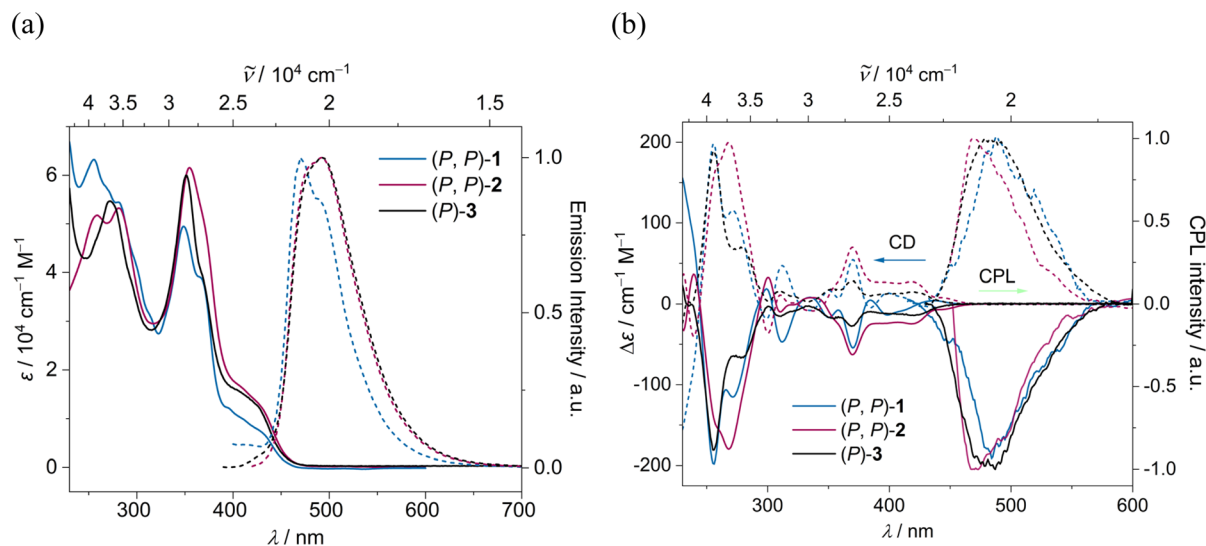 (a)
(b)
ν̃ / 10⁴ cm⁻¹
4 3.5 3 2.5 2 1.5
6
4
2
0
ε / 10⁴ cm⁻¹ M⁻¹
(P, P)-1
(P, P)-2
(P)-3
1.0
0.5
0.0
Emission Intensity / a.u.
300 400 500 600 700
λ / nm
ν̃ / 10⁴ cm⁻¹
4 3.5 3 2.5 2
200
100
0
-100
-200
Δε / cm⁻¹ M⁻¹
CD
CPL
(P, P)-1
(P, P)-2
(P)-3
1.0
0.5
0.0
-0.5
-1.0
CPL intensity / a.u.
300 400 500 600
λ / nm